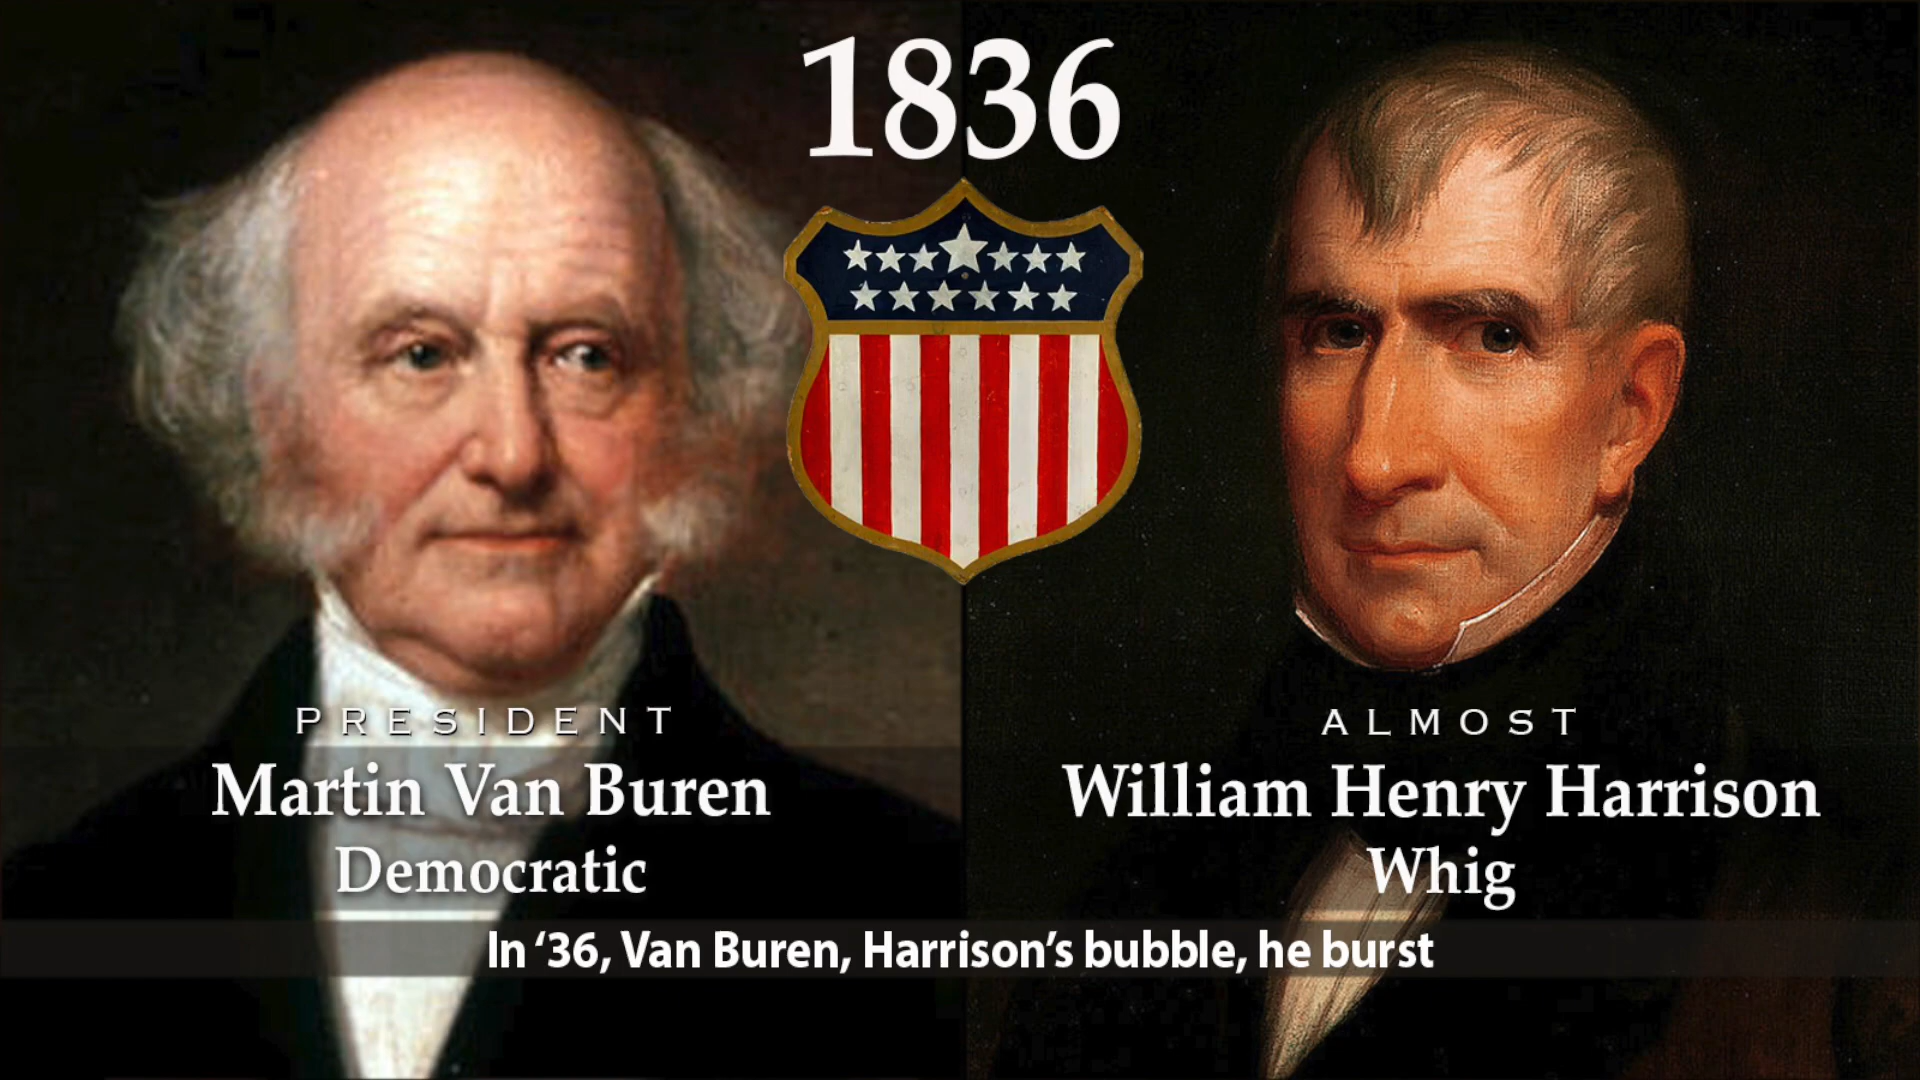 1836
PRESIDENT
Martin Van Buren
Democratic
ALMOST
William Henry Harrison
Whig
In ‘36, Van Buren, Harrison’s bubble, he burst